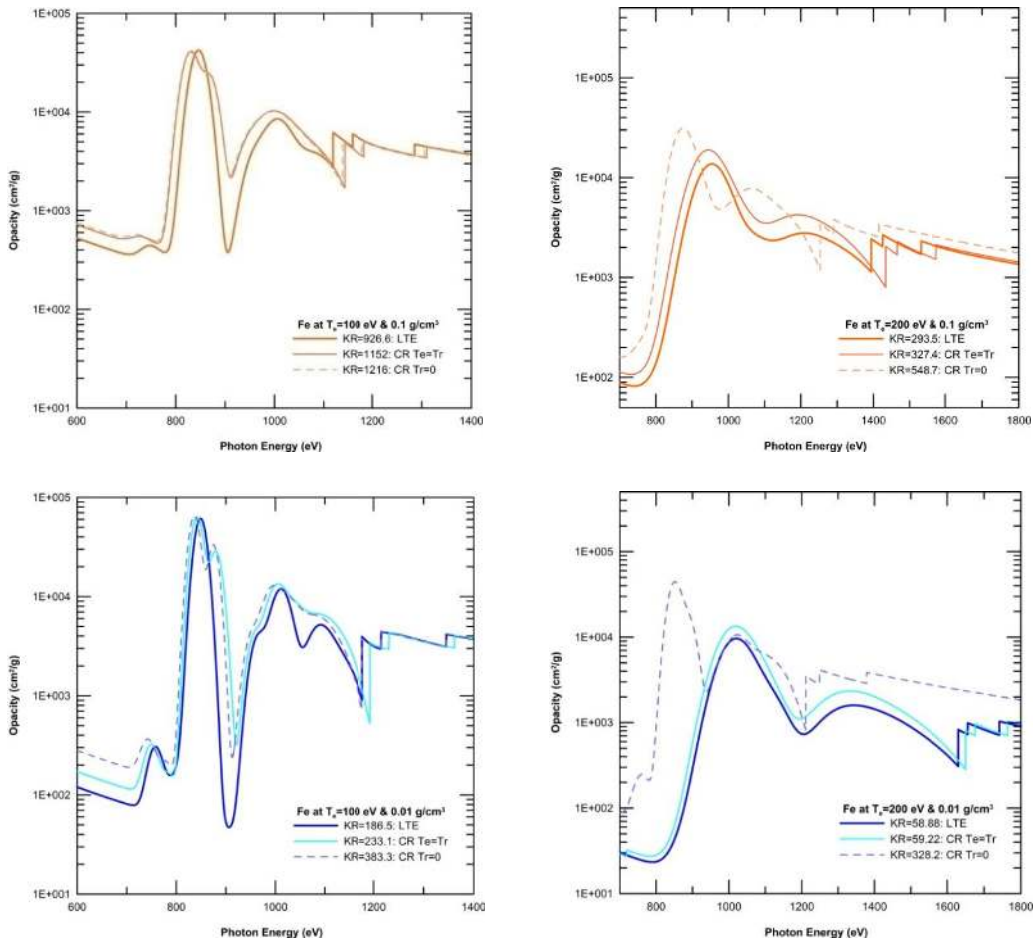 1E+005
1E+004
1E+003
1E+002
1E+001
Opacity (cm²/g)
Fe at Te=100 eV & 0.1 g/cm³
KR=926.6: LTE
KR=1152: CR Te=Tr
KR=1216: CR Tr=0
600 800 1000 1200 1400
Photon Energy (eV)
1E+005
1E+004
1E+003
1E+002
Opacity (cm²/g)
Fe at Te=200 eV & 0.1 g/cm³
KR=293.5: LTE
KR=327.4: CR Te=Tr
KR=548.7: CR Tr=0
800 1000 1200 1400 1600 1800
Photon Energy (eV)
1E+005
1E+004
1E+003
1E+002
1E+001
Opacity (cm²/g)
Fe at Te=100 eV & 0.01 g/cm³
KR=186.5: LTE
KR=233.1: CR Te=Tr
KR=383.3: CR Tr=0
600 800 1000 1200 1400
Photon Energy (eV)
1E+005
1E+004
1E+003
1E+002
1E+001
Opacity (cm²/g)
Fe at Te=200 eV & 0.01 g/cm³
KR=58.88: LTE
KR=59.22: CR Te=Tr
KR=328.2: CR Tr=0
800 1000 1200 1400 1600 1800
Photon Energy (eV)